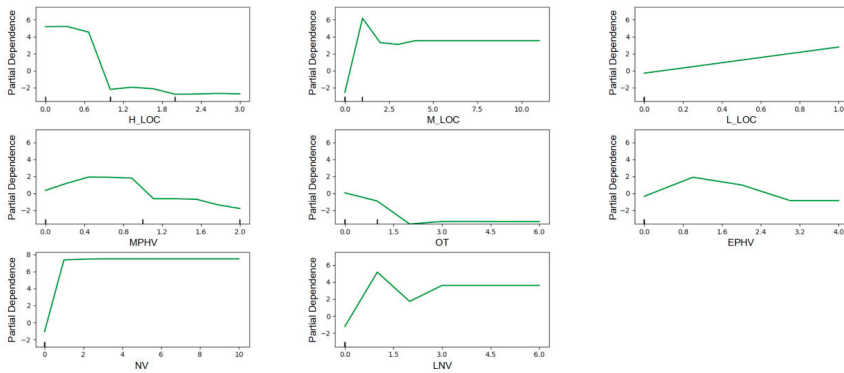 Partial Dependence
6
4
2
0
−2
0.0 0.6 1.2 1.8 2.4 3.0
H_LOC
Partial Dependence
6
4
2
0
−2
0.0 2.5 5.0 7.5 10.0
M_LOC
Partial Dependence
6
4
2
0
−2
0.0 0.2 0.4 0.6 0.8 1.0
L_LOC
Partial Dependence
6
4
2
0
−2
0.0 0.4 0.8 1.2 1.6 2.0
MPHV
Partial Dependence
6
4
2
0
−2
0.0 1.5 3.0 4.5 6.0
OT
Partial Dependence
6
4
2
0
−2
0.0 0.8 1.6 2.4 3.2 4.0
EPHV
Partial Dependence
8
6
4
2
0
−2
0 2 4 6 8 10
NV
Partial Dependence
6
4
2
0
−2
0.0 1.5 3.0 4.5 6.0
LNV